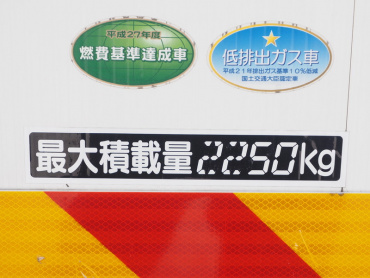 平成27年度
燃費基準達成車
低排出ガス車
平成21年排出ガス基準10%低減
国土交通大臣認定車
最大積載量2250kg